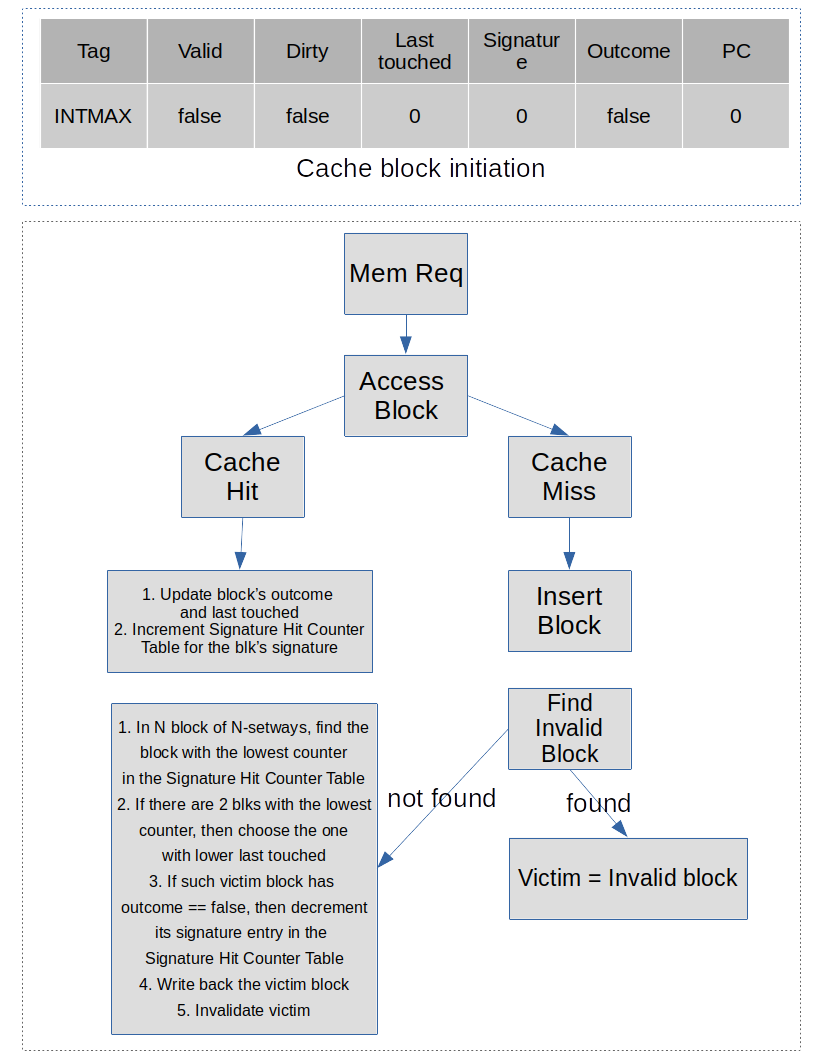 Tag
Valid
Dirty
Last
touched
Signatur
e
Outcome
PC
INTMAX
false
false
0
0
false
0
Cache block initiation
Mem Req
Access
Block
Cache
Hit
Cache
Miss
1. Update block’s outcome
and last touched
2. Increment Signature Hit Counter
Table for the blk’s signature
Insert
Block
Find
Invalid
Block
not found
found
1. In N block of N-setways, find the
block with the lowest counter
in the Signature Hit Counter Table
2. If there are 2 blks with the lowest
counter, then choose the one
with lower last touched
3. If such victim block has
outcome == false, then decrement
its signature entry in the
Signature Hit Counter Table
4. Write back the victim block
5. Invalidate victim
Victim = Invalid block